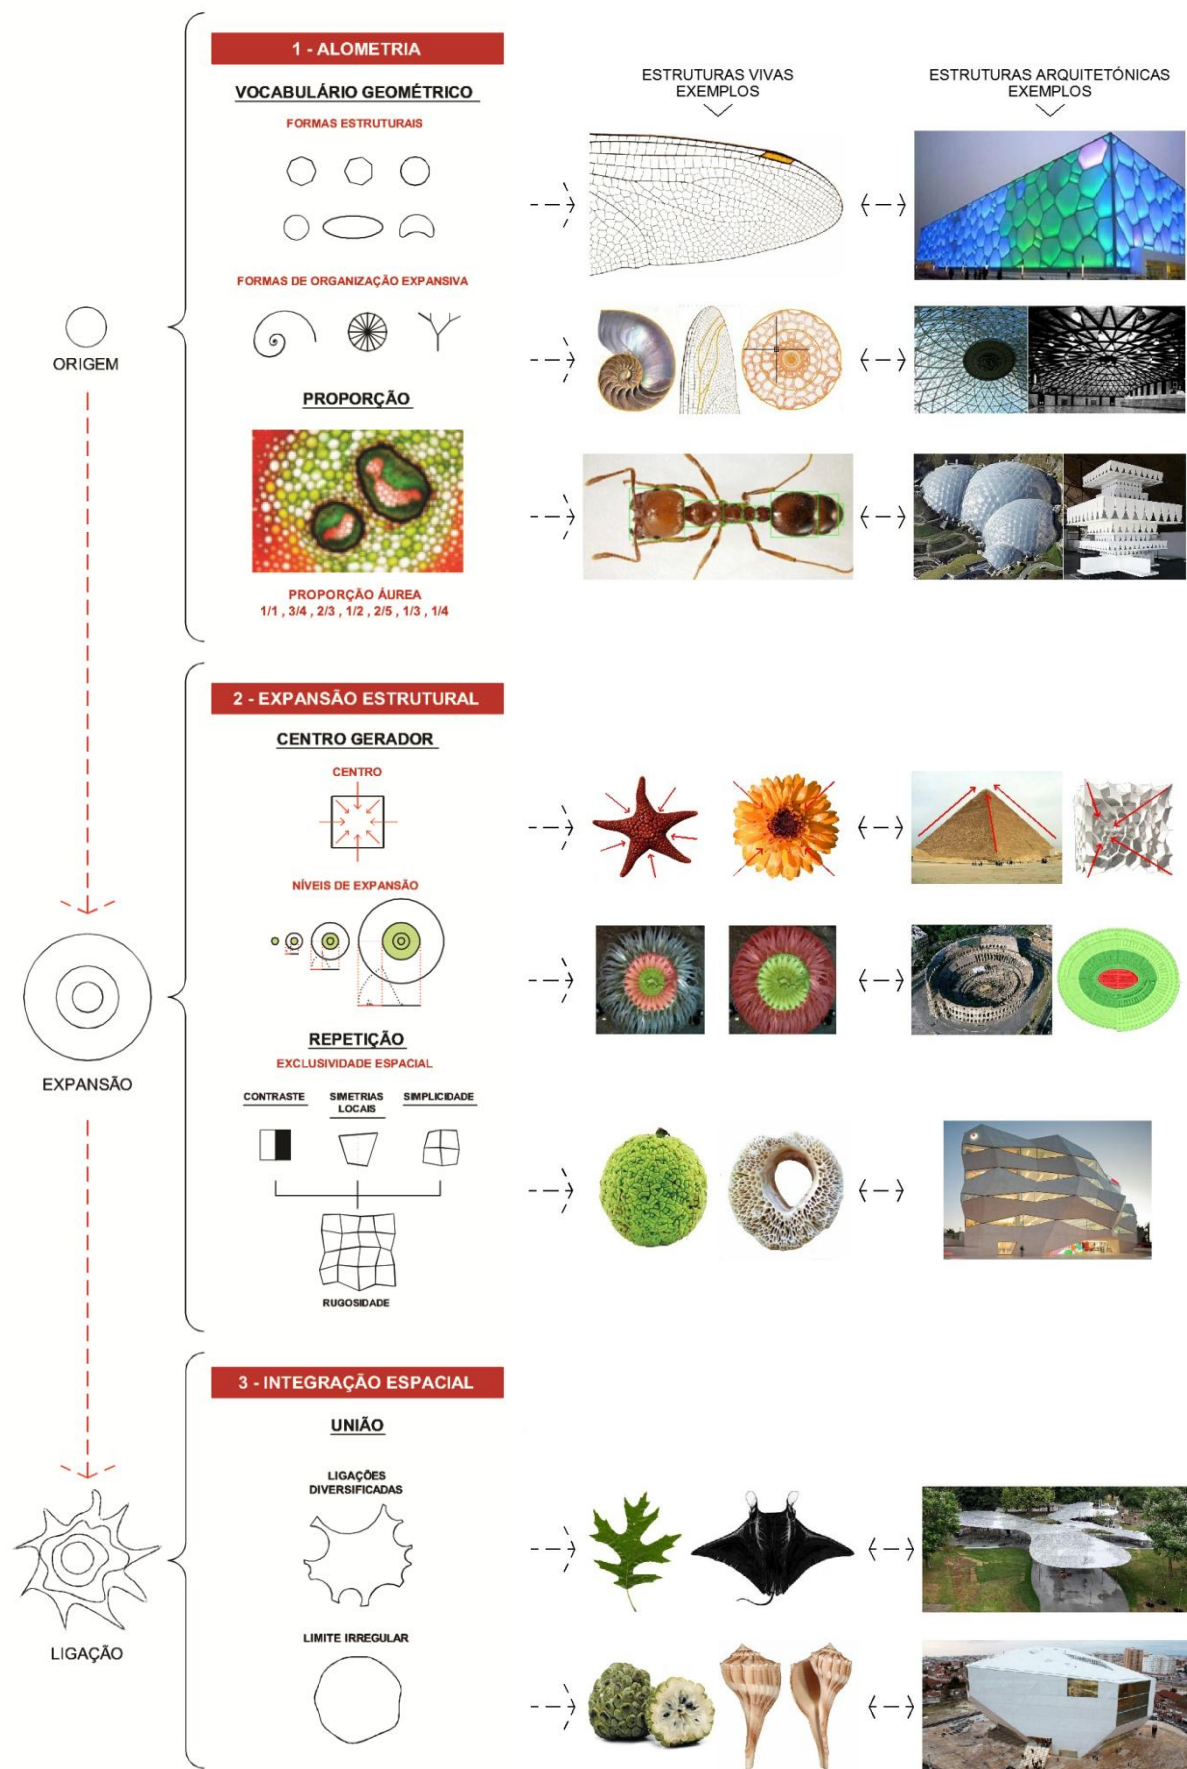 1 - ALOMETRIA
VOCABULÁRIO GEOMÉTRICO
FORMAS ESTRUTURAIS
FORMAS DE ORGANIZAÇÃO EXPANSIVA
PROPORÇÃO
PROPORÇÃO ÁUREA
1/1 , 3/4 , 2/3 , 1/2 , 2/5 , 1/3 , 1/4
ESTRUTURAS VIVAS
EXEMPLOS
ESTRUTURAS ARQUITETÓNICAS
EXEMPLOS
ORIGEM
2 - EXPANSÃO ESTRUTURAL
CENTRO GERADOR
CENTRO
NÍVEIS DE EXPANSÃO
REPETIÇÃO
EXCLUSIVIDADE ESPACIAL
CONTRASTE
SIMETRIAS
LOCAIS
SIMPLICIDADE
RUGOSIDADE
EXPANSÃO
3 - INTEGRAÇÃO ESPACIAL
UNIÃO
LIGAÇÕES
DIVERSIFICADAS
LIMITE IRREGULAR
LIGAÇÃO